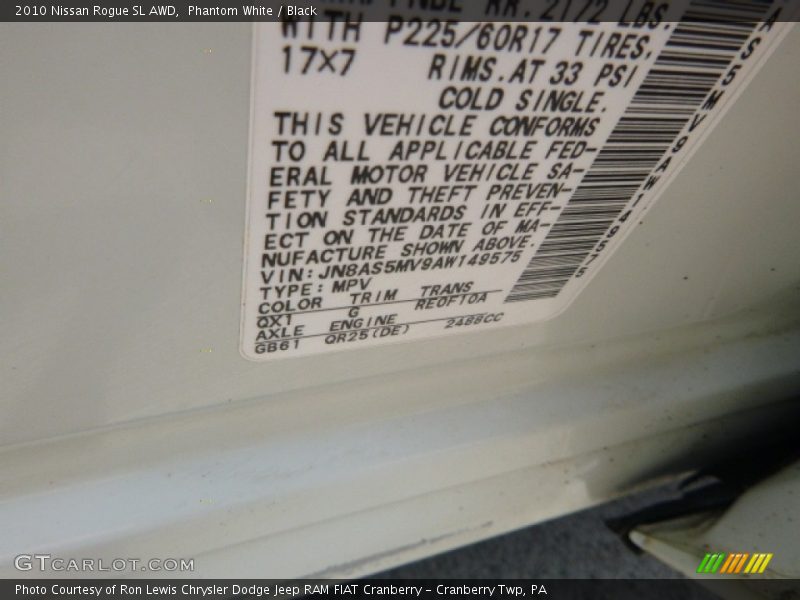 2010 Nissan Rogue SL AWD,  Phantom White / Black
RR. 2172 LBS.
WITH P225/60R17 TIRES,
17X7 RIMS. AT 33 PSI
COLD SINGLE.
THIS VEHICLE CONFORMS
TO ALL APPLICABLE FED-
ERAL MOTOR VEHICLE SA-
FETY AND THEFT PREVEN-
TION STANDARDS IN EFF-
ECT ON THE DATE OF MA-
NUFACTURE SHOWN ABOVE.
VIN: JN8AS5MV9AW149575
TYPE: MPV
COLOR TRIM TRANS
QX1 G RE0F10A
AXLE ENGINE
GB61 QR25(DE) 2488CC
GTCARLOT.COM
Photo Courtesy of Ron Lewis Chrysler Dodge Jeep RAM FIAT Cranberry – Cranberry Twp, PA